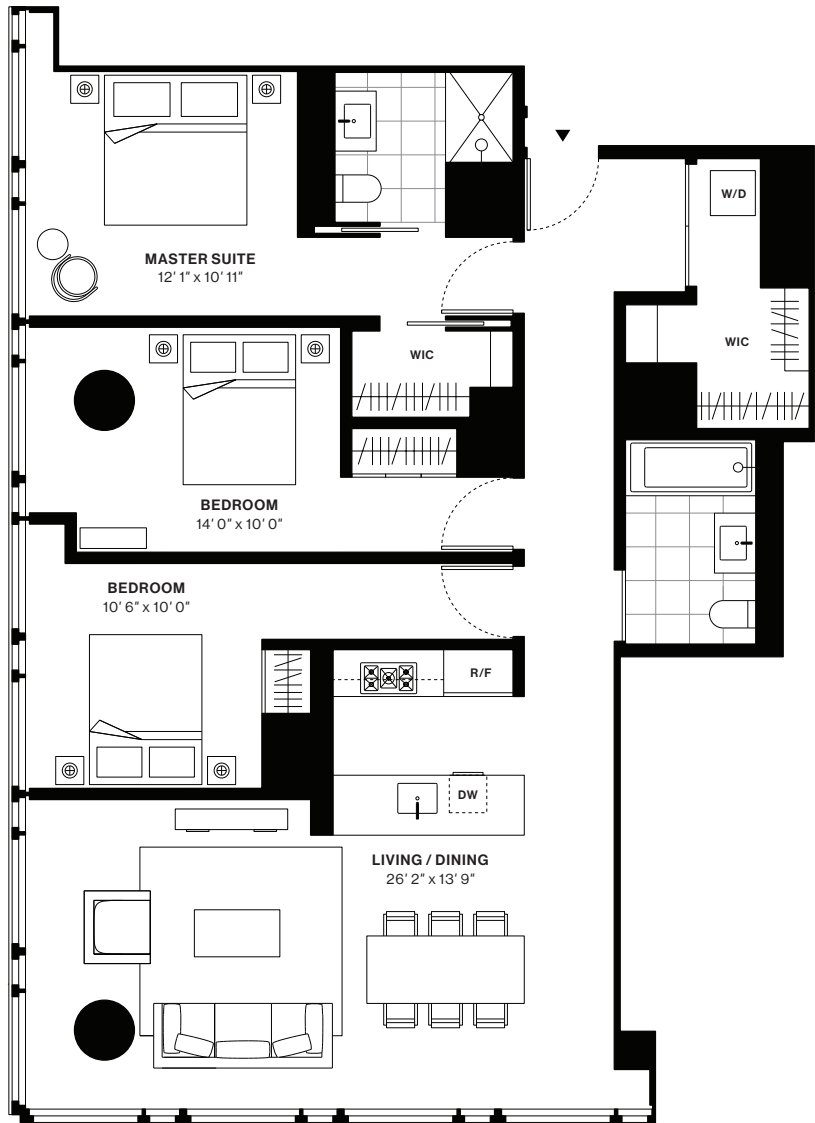 W/D
MASTER SUITE
12' 1" x 10' 11"
WIC
WIC
BEDROOM
14' 0" x 10' 0"
BEDROOM
10' 6" x 10' 0"
R/F
DW
LIVING / DINING
26' 2" x 13' 9"